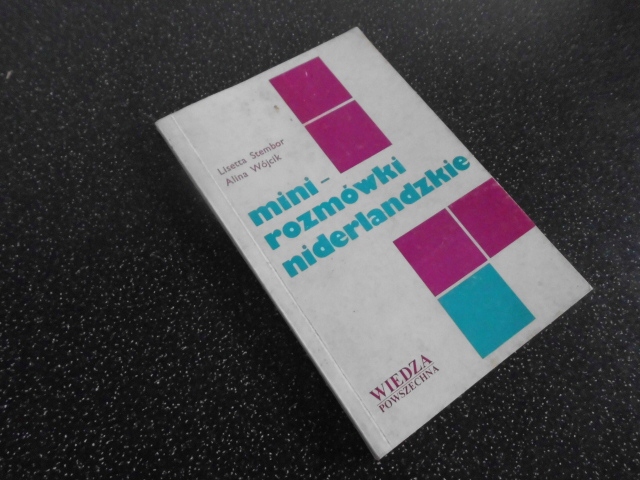 Lisetta Stembor
Alina Wójcik
mini-
rozmówki
niderlandzkie
WIEDZA
POWSZECHNA